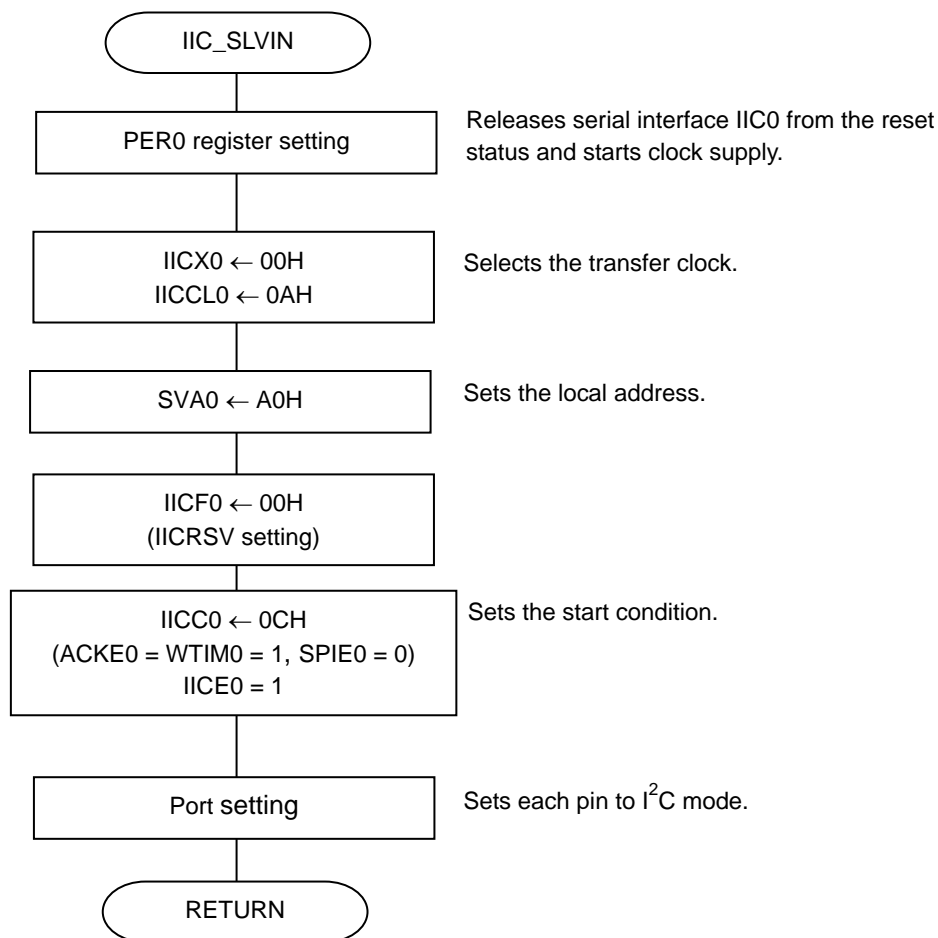 IIC_SLVIN
PER0 register setting
Releases serial interface IIC0 from the reset
status and starts clock supply.
IICX0 ← 00H
IICCL0 ← 0AH
Selects the transfer clock.
SVA0 ← A0H
Sets the local address.
IICF0 ← 00H
(IICRSV setting)
IICC0 ← 0CH
(ACKE0 = WTIM0 = 1, SPIE0 = 0)
IICE0 = 1
Sets the start condition.
Port setting
Sets each pin to I²C mode.
RETURN